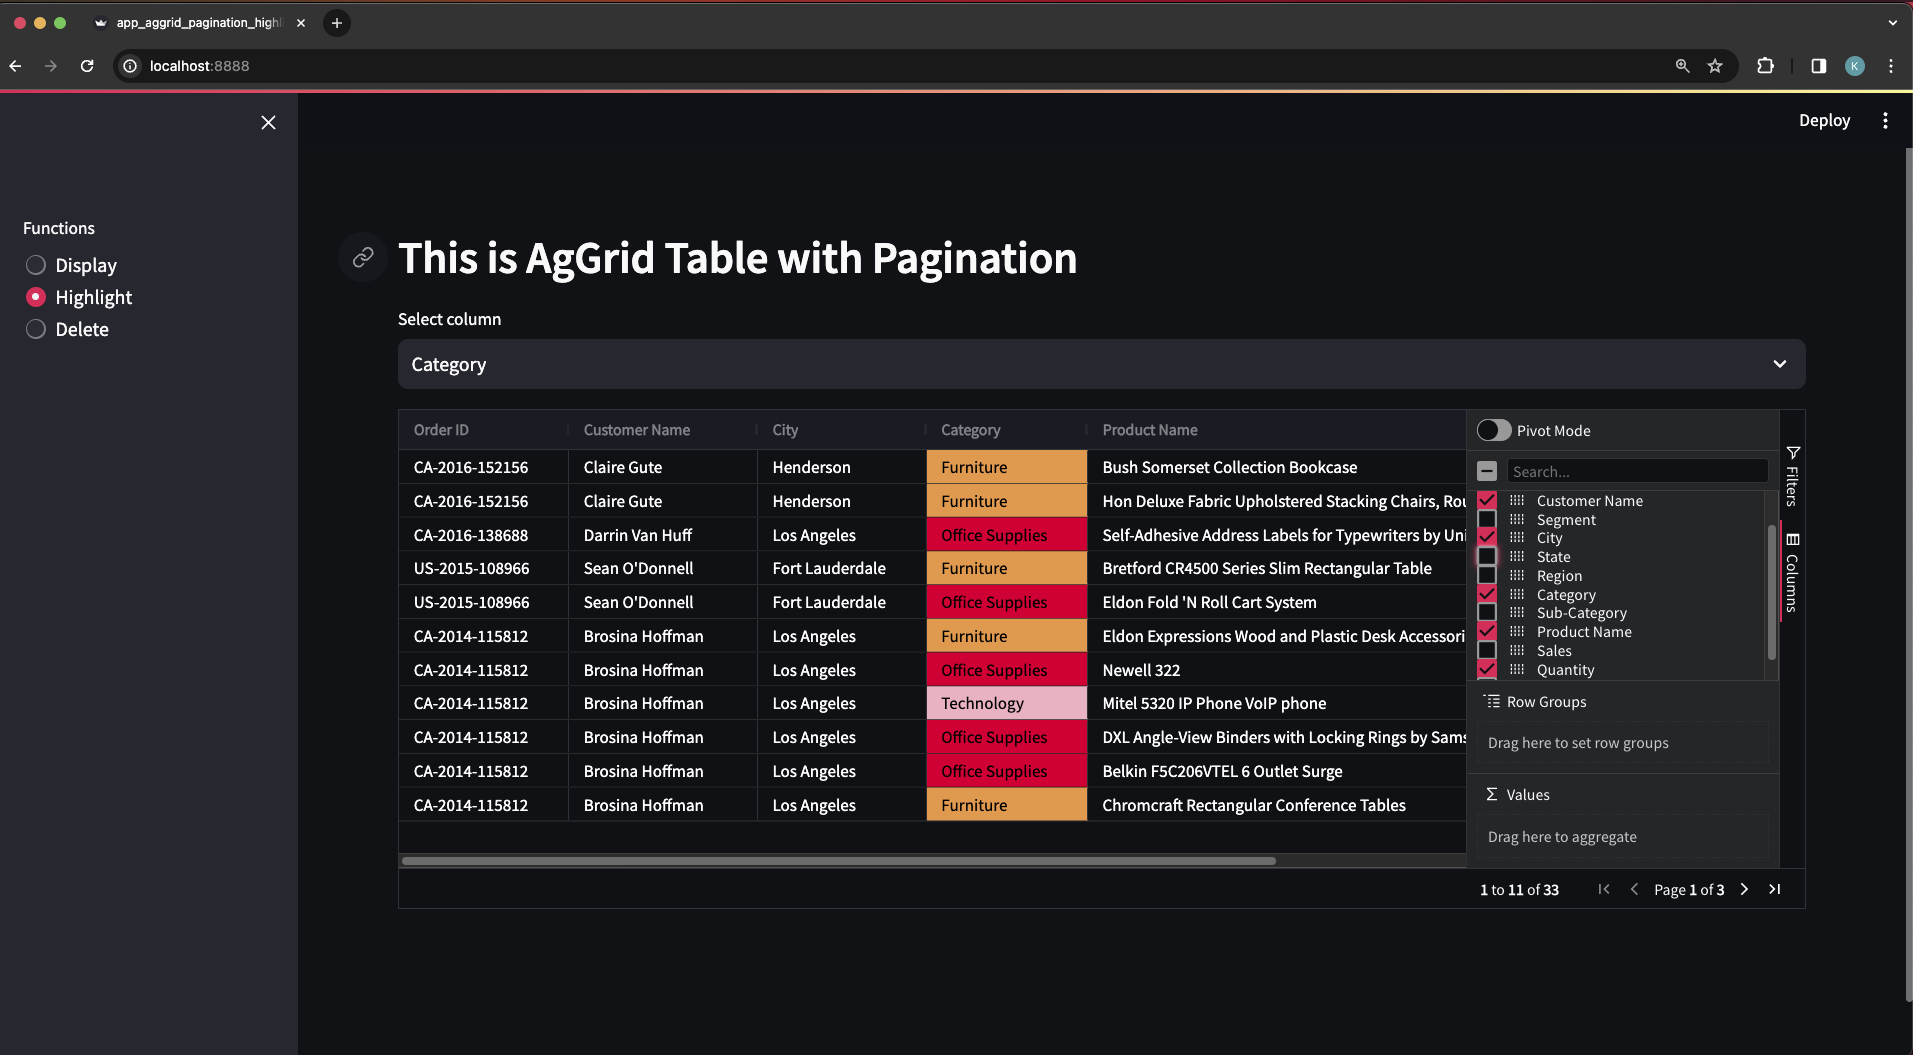 app_aggrid_pagination_highl
localhost:8888
K
Deploy
Functions
Display
Highlight
Delete
This is AgGrid Table with Pagination
Select column
Category
Order ID Customer Name City Category Product Name
CA-2016-152156 Claire Gute Henderson Furniture Bush Somerset Collection Bookcase
CA-2016-152156 Claire Gute Henderson Furniture Hon Deluxe Fabric Upholstered Stacking Chairs, Rou
CA-2016-138688 Darrin Van Huff Los Angeles Office Supplies Self-Adhesive Address Labels for Typewriters by Uni
US-2015-108966 Sean O'Donnell Fort Lauderdale Furniture Bretford CR4500 Series Slim Rectangular Table
US-2015-108966 Sean O'Donnell Fort Lauderdale Office Supplies Eldon Fold 'N Roll Cart System
CA-2014-115812 Brosina Hoffman Los Angeles Furniture Eldon Expressions Wood and Plastic Desk Accessori
CA-2014-115812 Brosina Hoffman Los Angeles Office Supplies Newell 322
CA-2014-115812 Brosina Hoffman Los Angeles Technology Mitel 5320 IP Phone VoIP phone
CA-2014-115812 Brosina Hoffman Los Angeles Office Supplies DXL Angle-View Binders with Locking Rings by Sams
CA-2014-115812 Brosina Hoffman Los Angeles Office Supplies Belkin F5C206VTEL 6 Outlet Surge
CA-2014-115812 Brosina Hoffman Los Angeles Furniture Chromcraft Rectangular Conference Tables
Pivot Mode
Search...
Customer Name
Segment
City
State
Region
Category
Sub-Category
Product Name
Sales
Quantity
Row Groups
Drag here to set row groups
Values
Drag here to aggregate
Filters
Columns
1 to 11 of 33 Page 1 of 3